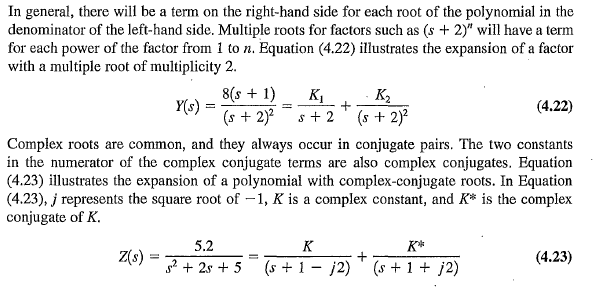 In general, there will be a term on the right-hand side for each root of the polynomial in the
denominator of the left-hand side. Multiple roots for factors such as (s + 2)ⁿ will have a term
for each power of the factor from 1 to n. Equation (4.22) illustrates the expansion of a factor
with a multiple root of multiplicity 2.
Y(s) = 8(s + 1) / (s + 2)² = K₁ / s + 2 + K₂ / (s + 2)² (4.22)
Complex roots are common, and they always occur in conjugate pairs. The two constants
in the numerator of the complex conjugate terms are also complex conjugates. Equation
(4.23) illustrates the expansion of a polynomial with complex-conjugate roots. In Equation
(4.23), j represents the square root of −1, K is a complex constant, and K* is the complex
conjugate of K.
Z(s) = 5.2 / s² + 2s + 5 = K / (s + 1 − j2) + K* / (s + 1 + j2) (4.23)